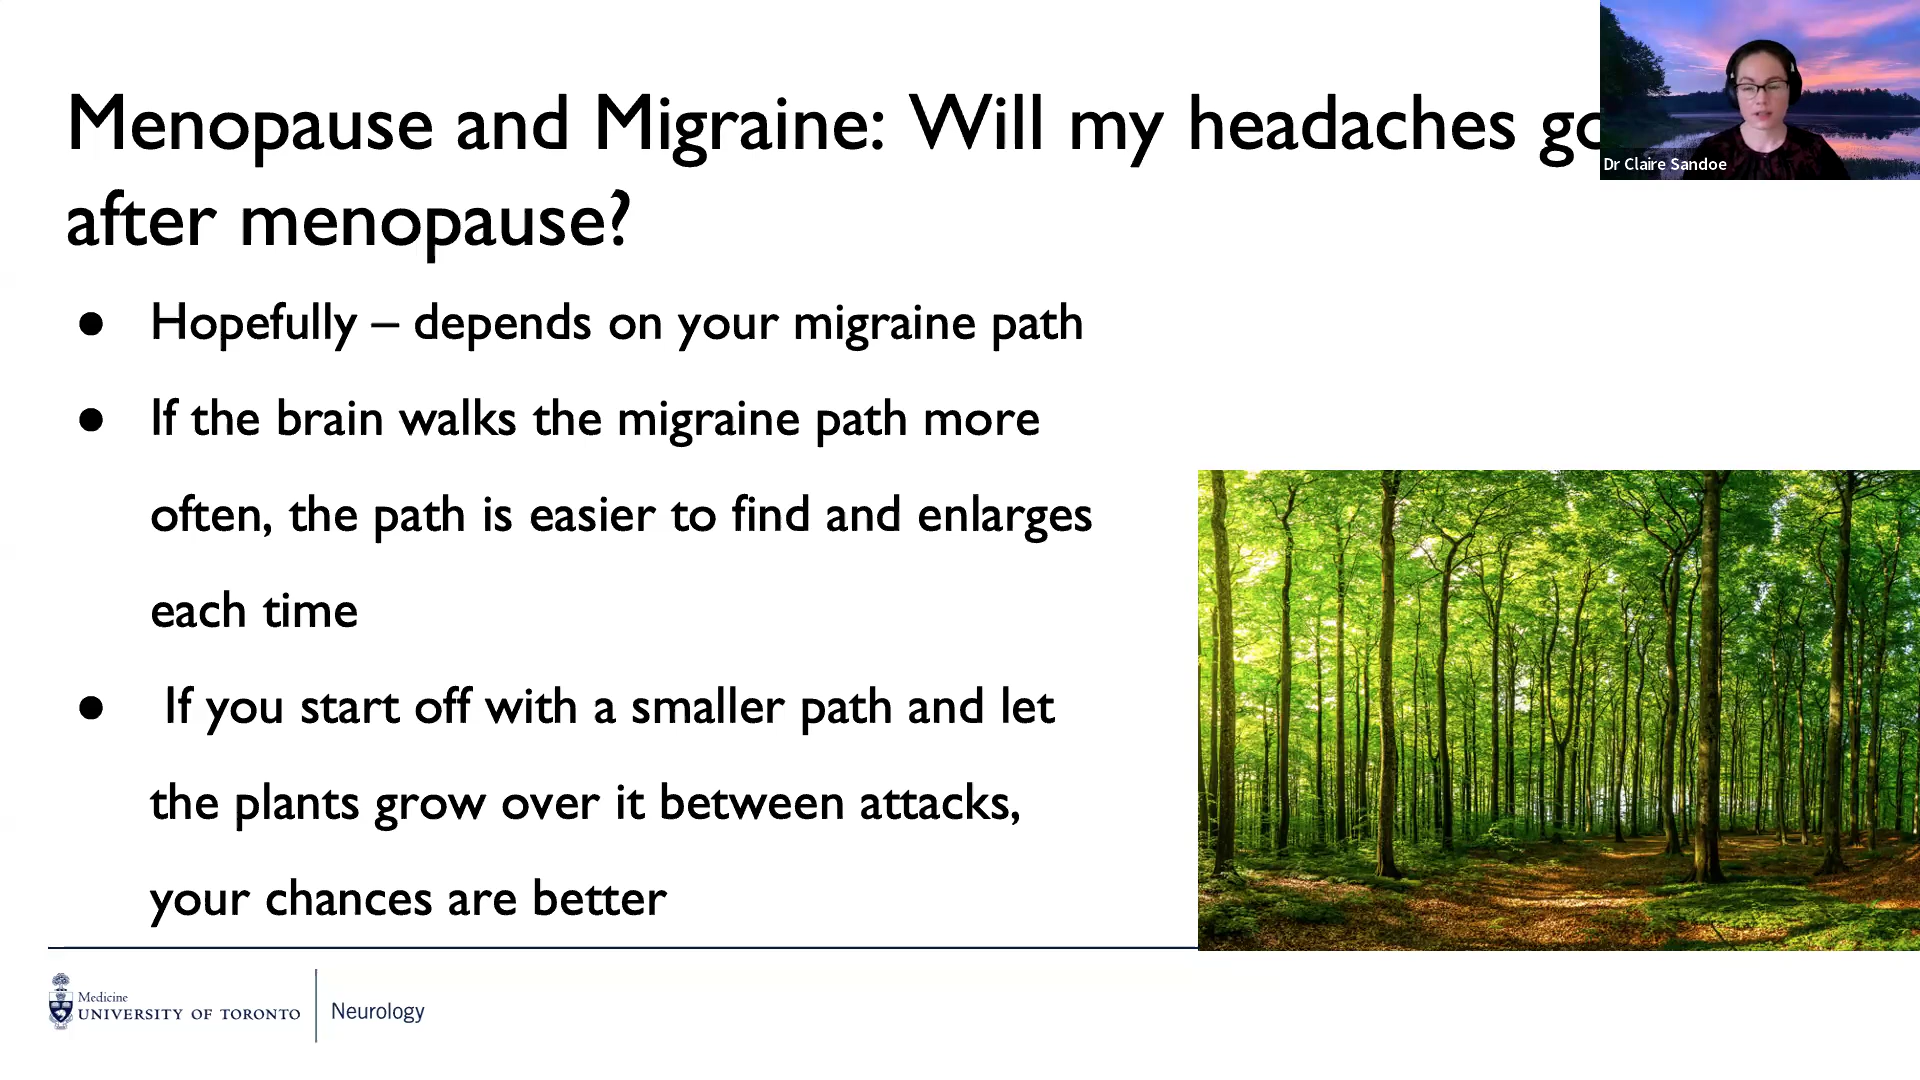 Menopause and Migraine: Will my headaches go
after menopause?
Dr Claire Sandoe
● Hopefully – depends on your migraine path
● If the brain walks the migraine path more
often, the path is easier to find and enlarges
each time
● If you start off with a smaller path and let
the plants grow over it between attacks,
your chances are better
Medicine
UNIVERSITY OF TORONTO
Neurology